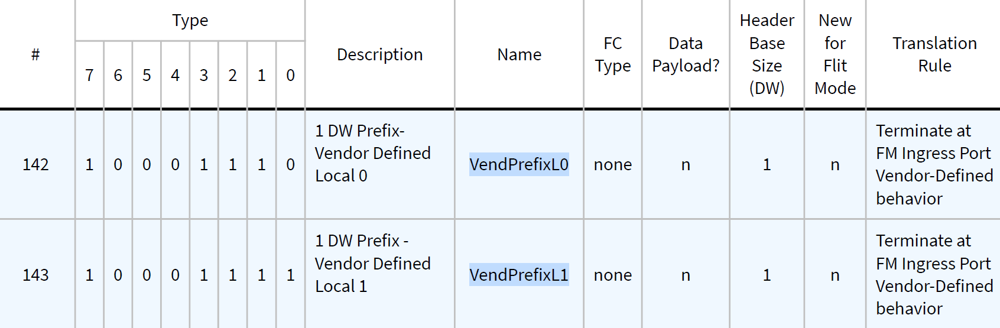 #
Type
7 6 5 4 3 2 1 0
Description
Name
FC
Type
Data
Payload?
Header
Base
Size
(DW)
New
for
Flit
Mode
Translation
Rule
142
1 0 0 0 1 1 1 0
1 DW Prefix-
Vendor Defined
Local 0
VendPrefixL0
none
n
1
n
Terminate at
FM Ingress Port
Vendor-Defined
behavior
143
1 0 0 0 1 1 1 1
1 DW Prefix -
Vendor Defined
Local 1
VendPrefixL1
none
n
1
n
Terminate at
FM Ingress Port
Vendor-Defined
behavior